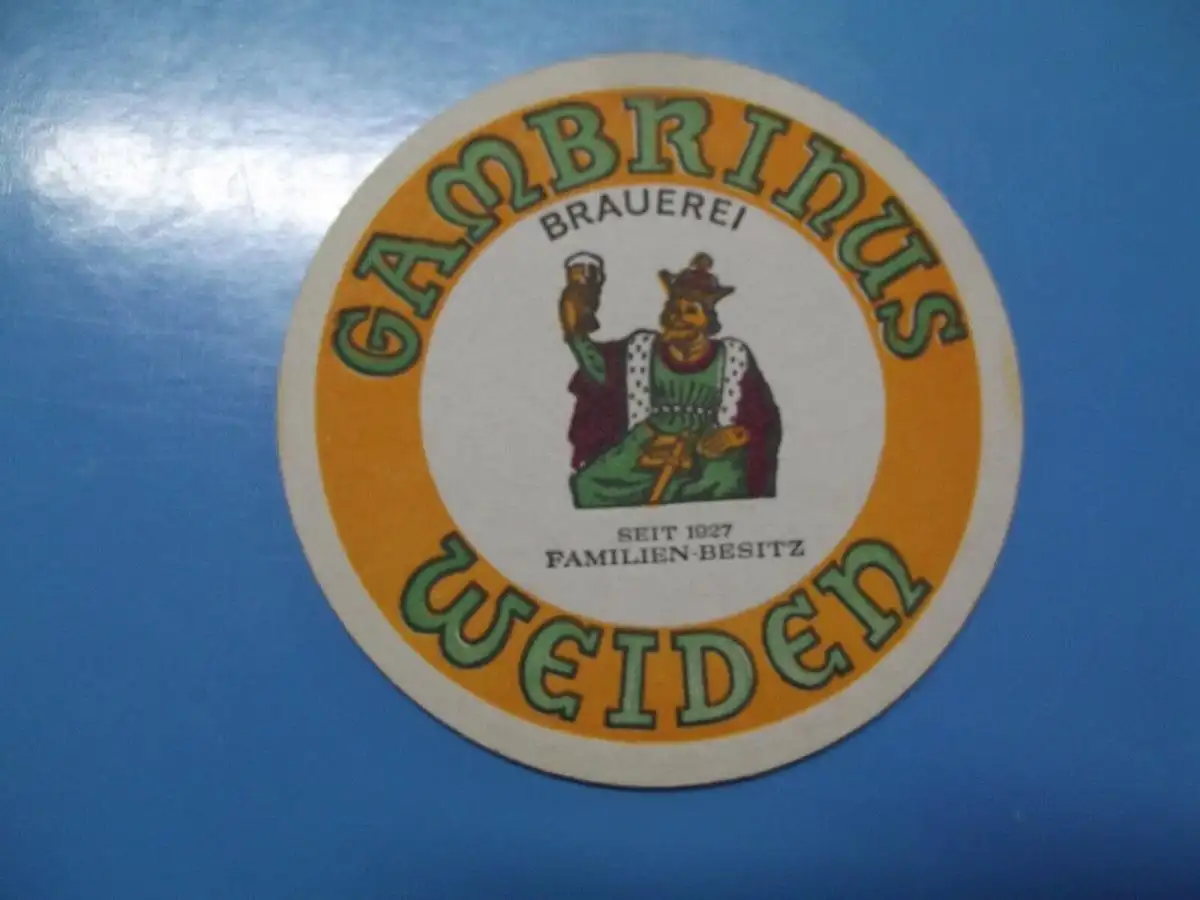 GAMBRINUS
BRAUEREI
SEIT 1927
FAMILIEN-BESITZ
WEIDEN